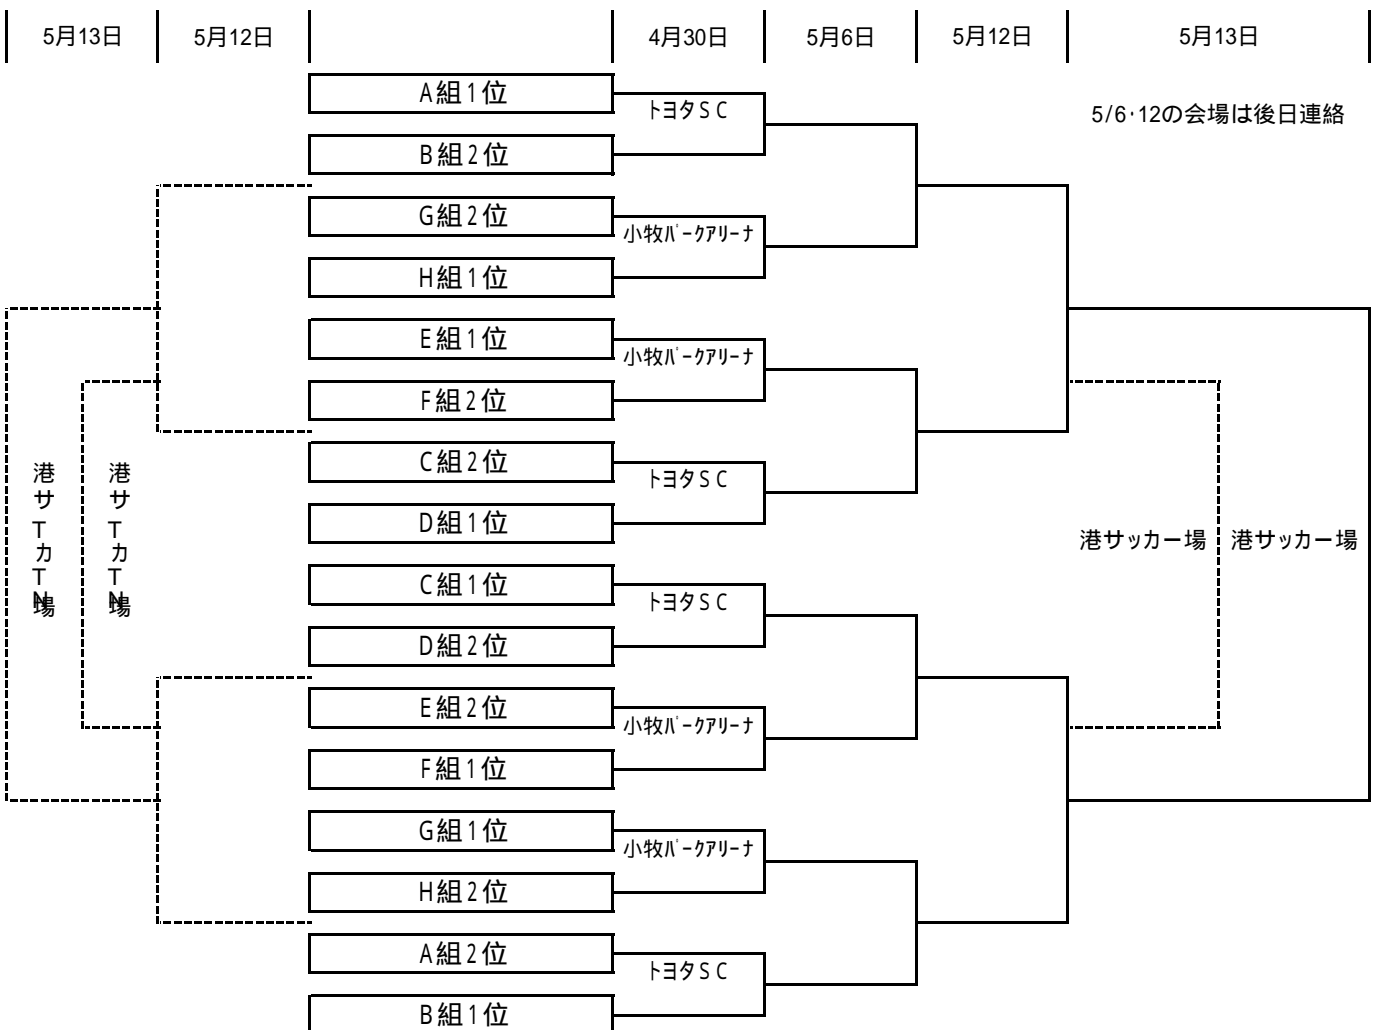 5月13日 5月12日 4月30日 5月6日 5月12日 5月13日
A組1位
トヨタSC
5/6･12の会場は後日連絡
B組2位
G組2位
小牧ﾊﾟｰｸｱﾘｰﾅ
H組1位
E組1位
小牧ﾊﾟｰｸｱﾘｰﾅ
F組2位
C組2位
トヨタSC
D組1位
港サッカー場
港サッカー場
港サッカー場 港サッカー場
C組1位
トヨタSC
D組2位
E組2位
小牧ﾊﾟｰｸｱﾘｰﾅ
F組1位
G組1位
小牧ﾊﾟｰｸｱﾘｰﾅ
H組2位
A組2位
トヨタSC
B組1位